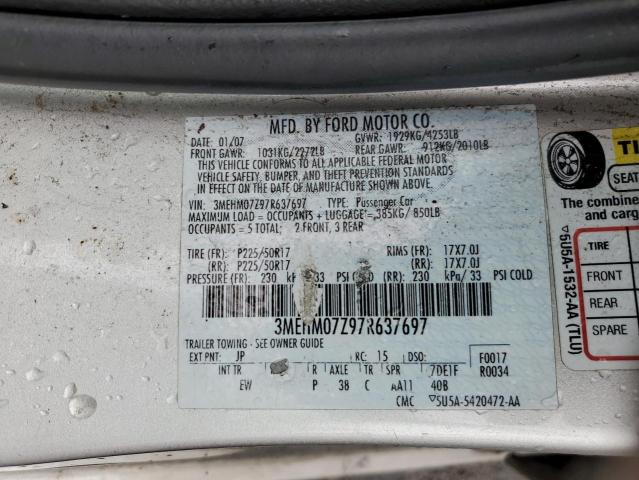 MFD. BY FORD MOTOR CO.
DATE: 01/07 GVWR: 1929KG/4253LB
FRONT GAWR: 1031KG/2272LB REAR GAWR: 912KG/2010LB
THIS VEHICLE CONFORMS TO ALL APPLICABLE FEDERAL MOTOR
VEHICLE SAFETY, BUMPER, AND THEFT PREVENTION STANDARDS
IN EFFECT ON THE DATE OF MANUFACTURE SHOWN ABOVE.
VIN: 3MEHM07Z97R637697 TYPE: Passenger Car
MAXIMUM LOAD = OCCUPANTS + LUGGAGE = 385KG/ 850LB
OCCUPANTS = 5 TOTAL: 2 FRONT, 3 REAR
TIRE (FR): P225/50R17 RIMS (FR): 17X7.0J
(RR): P225/50R17 (RR): 17X7.0J
PRESSURE (FR): 230 kPa/33 PSI COLD (RR): 230 kPa/ 33 PSI COLD
3MEHM07Z97R637697
TRAILER TOWING - SEE OWNER GUIDE
EXT PNT: JP RC: 15 DSO: F0017
INT TR R AXLE TR SPR 7DE1F R0034
EW P 38 C AA11 40B
CMC ▽5U5A-5420472-AA
▽5U5A-1532-AA (TLU)
TI
SEAT
The combine
and carg
TIRE
FRONT
REAR
SPARE